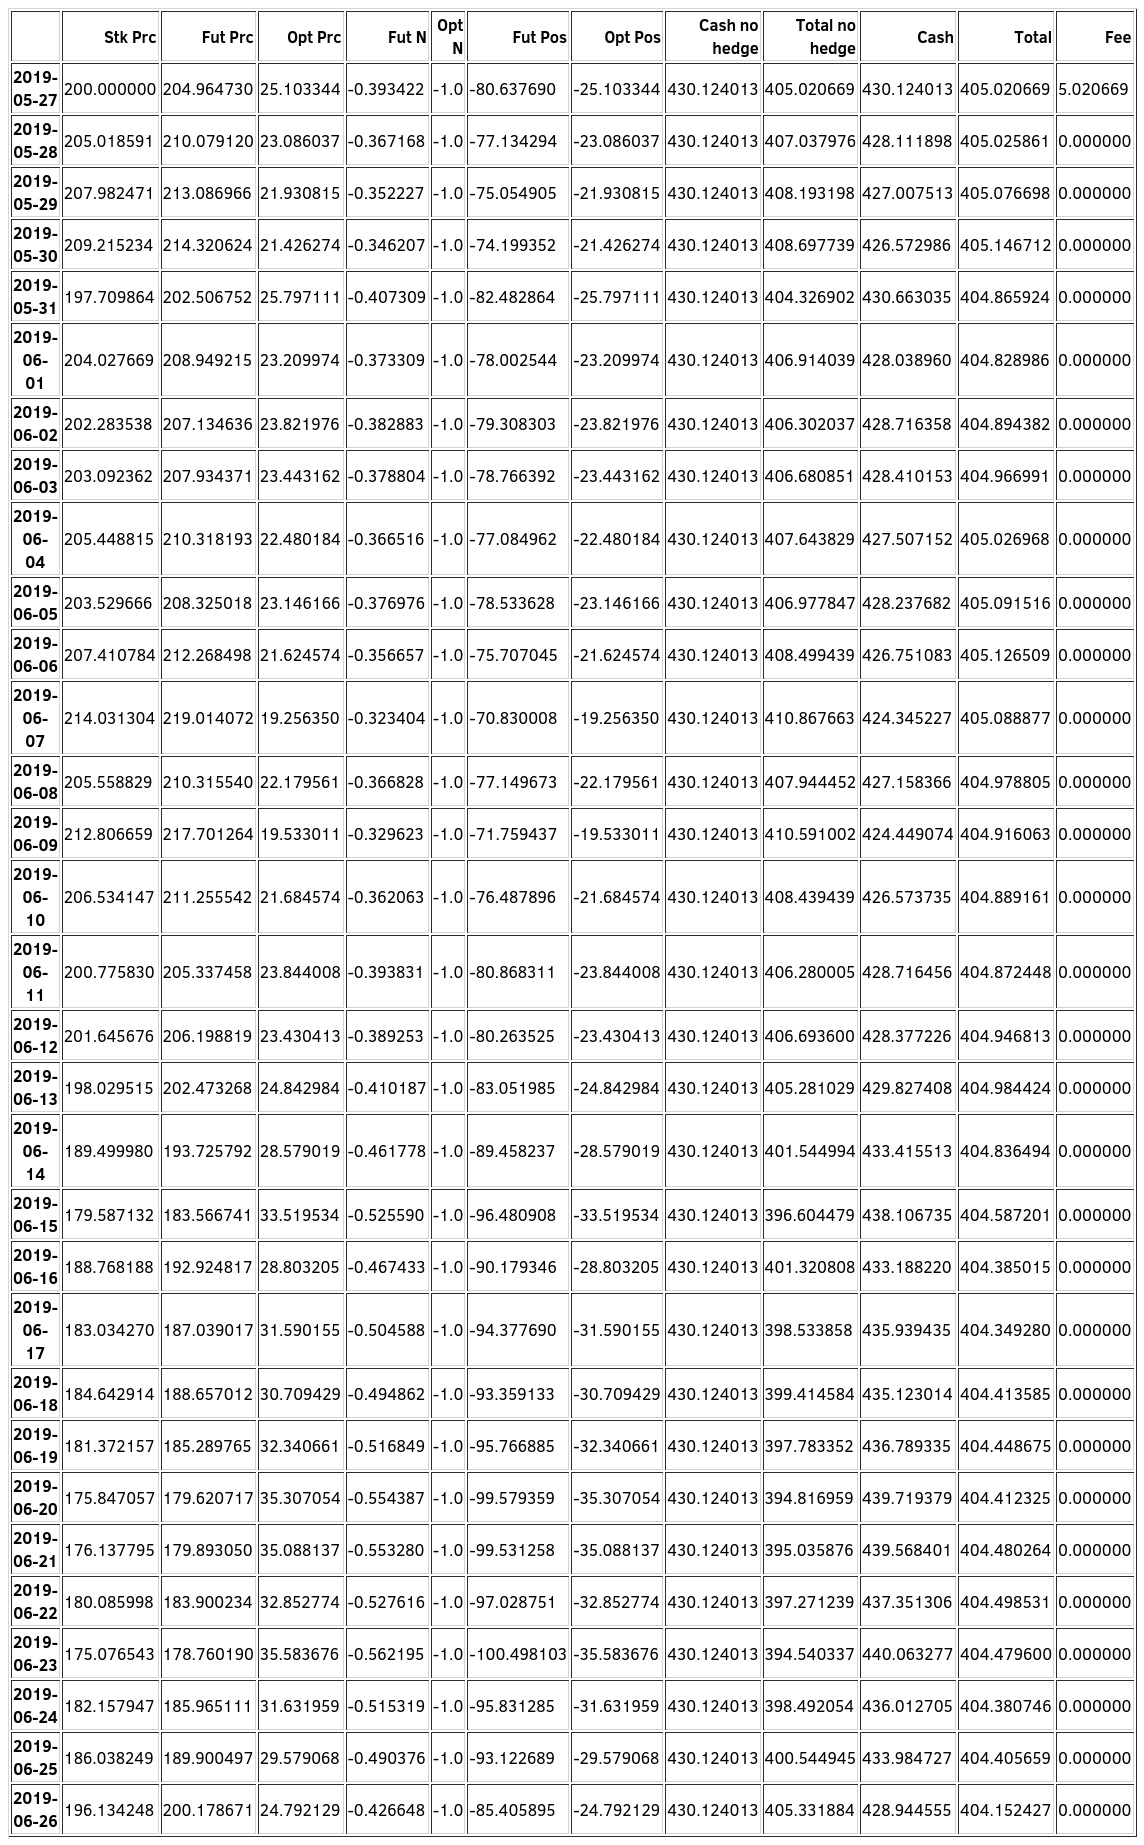 Stk Prc Fut Prc Opt Prc Fut N Opt N Fut Pos Opt Pos Cash no hedge Total no hedge Cash Total Fee
2019-05-27 200.000000 204.964730 25.103344 -0.393422 -1.0 -80.637690 -25.103344 430.124013 405.020669 430.124013 405.020669 5.020669
2019-05-28 205.018591 210.079120 23.086037 -0.367168 -1.0 -77.134294 -23.086037 430.124013 407.037976 428.111898 405.025861 0.000000
2019-05-29 207.982471 213.086966 21.930815 -0.352227 -1.0 -75.054905 -21.930815 430.124013 408.193198 427.007513 405.076698 0.000000
2019-05-30 209.215234 214.320624 21.426274 -0.346207 -1.0 -74.199352 -21.426274 430.124013 408.697739 426.572986 405.146712 0.000000
2019-05-31 197.709864 202.506752 25.797111 -0.407309 -1.0 -82.482864 -25.797111 430.124013 404.326902 430.663035 404.865924 0.000000
2019-06-01 204.027669 208.949215 23.209974 -0.373309 -1.0 -78.002544 -23.209974 430.124013 406.914039 428.038960 404.828986 0.000000
2019-06-02 202.283538 207.134636 23.821976 -0.382883 -1.0 -79.308303 -23.821976 430.124013 406.302037 428.716358 404.894382 0.000000
2019-06-03 203.092362 207.934371 23.443162 -0.378804 -1.0 -78.766392 -23.443162 430.124013 406.680851 428.410153 404.966991 0.000000
2019-06-04 205.448815 210.318193 22.480184 -0.366516 -1.0 -77.084962 -22.480184 430.124013 407.643829 427.507152 405.026968 0.000000
2019-06-05 203.529666 208.325018 23.146166 -0.376976 -1.0 -78.533628 -23.146166 430.124013 406.977847 428.237682 405.091516 0.000000
2019-06-06 207.410784 212.268498 21.624574 -0.356657 -1.0 -75.707045 -21.624574 430.124013 408.499439 426.751083 405.126509 0.000000
2019-06-07 214.031304 219.014072 19.256350 -0.323404 -1.0 -70.830008 -19.256350 430.124013 410.867663 424.345227 405.088877 0.000000
2019-06-08 205.558829 210.315540 22.179561 -0.366828 -1.0 -77.149673 -22.179561 430.124013 407.944452 427.158366 404.978805 0.000000
2019-06-09 212.806659 217.701264 19.533011 -0.329623 -1.0 -71.759437 -19.533011 430.124013 410.591002 424.449074 404.916063 0.000000
2019-06-10 206.534147 211.255542 21.684574 -0.362063 -1.0 -76.487896 -21.684574 430.124013 408.439439 426.573735 404.889161 0.000000
2019-06-11 200.775830 205.337458 23.844008 -0.393831 -1.0 -80.868311 -23.844008 430.124013 406.280005 428.716456 404.872448 0.000000
2019-06-12 201.645676 206.198819 23.430413 -0.389253 -1.0 -80.263525 -23.430413 430.124013 406.693600 428.377226 404.946813 0.000000
2019-06-13 198.029515 202.473268 24.842984 -0.410187 -1.0 -83.051985 -24.842984 430.124013 405.281029 429.827408 404.984424 0.000000
2019-06-14 189.499980 193.725792 28.579019 -0.461778 -1.0 -89.458237 -28.579019 430.124013 401.544994 433.415513 404.836494 0.000000
2019-06-15 179.587132 183.566741 33.519534 -0.525590 -1.0 -96.480908 -33.519534 430.124013 396.604479 438.106735 404.587201 0.000000
2019-06-16 188.768188 192.924817 28.803205 -0.467433 -1.0 -90.179346 -28.803205 430.124013 401.320808 433.188220 404.385015 0.000000
2019-06-17 183.034270 187.039017 31.590155 -0.504588 -1.0 -94.377690 -31.590155 430.124013 398.533858 435.939435 404.349280 0.000000
2019-06-18 184.642914 188.657012 30.709429 -0.494862 -1.0 -93.359133 -30.709429 430.124013 399.414584 435.123014 404.413585 0.000000
2019-06-19 181.372157 185.289765 32.340661 -0.516849 -1.0 -95.766885 -32.340661 430.124013 397.783352 436.789335 404.448675 0.000000
2019-06-20 175.847057 179.620717 35.307054 -0.554387 -1.0 -99.579359 -35.307054 430.124013 394.816959 439.719379 404.412325 0.000000
2019-06-21 176.137795 179.893050 35.088137 -0.553280 -1.0 -99.531258 -35.088137 430.124013 395.035876 439.568401 404.480264 0.000000
2019-06-22 180.085998 183.900234 32.852774 -0.527616 -1.0 -97.028751 -32.852774 430.124013 397.271239 437.351306 404.498531 0.000000
2019-06-23 175.076543 178.760190 35.583676 -0.562195 -1.0 -100.498103 -35.583676 430.124013 394.540337 440.063277 404.479600 0.000000
2019-06-24 182.157947 185.965111 31.631959 -0.515319 -1.0 -95.831285 -31.631959 430.124013 398.492054 436.012705 404.380746 0.000000
2019-06-25 186.038249 189.900497 29.579068 -0.490376 -1.0 -93.122689 -29.579068 430.124013 400.544945 433.984727 404.405659 0.000000
2019-06-26 196.134248 200.178671 24.792129 -0.426648 -1.0 -85.405895 -24.792129 430.124013 405.331884 428.944555 404.152427 0.000000